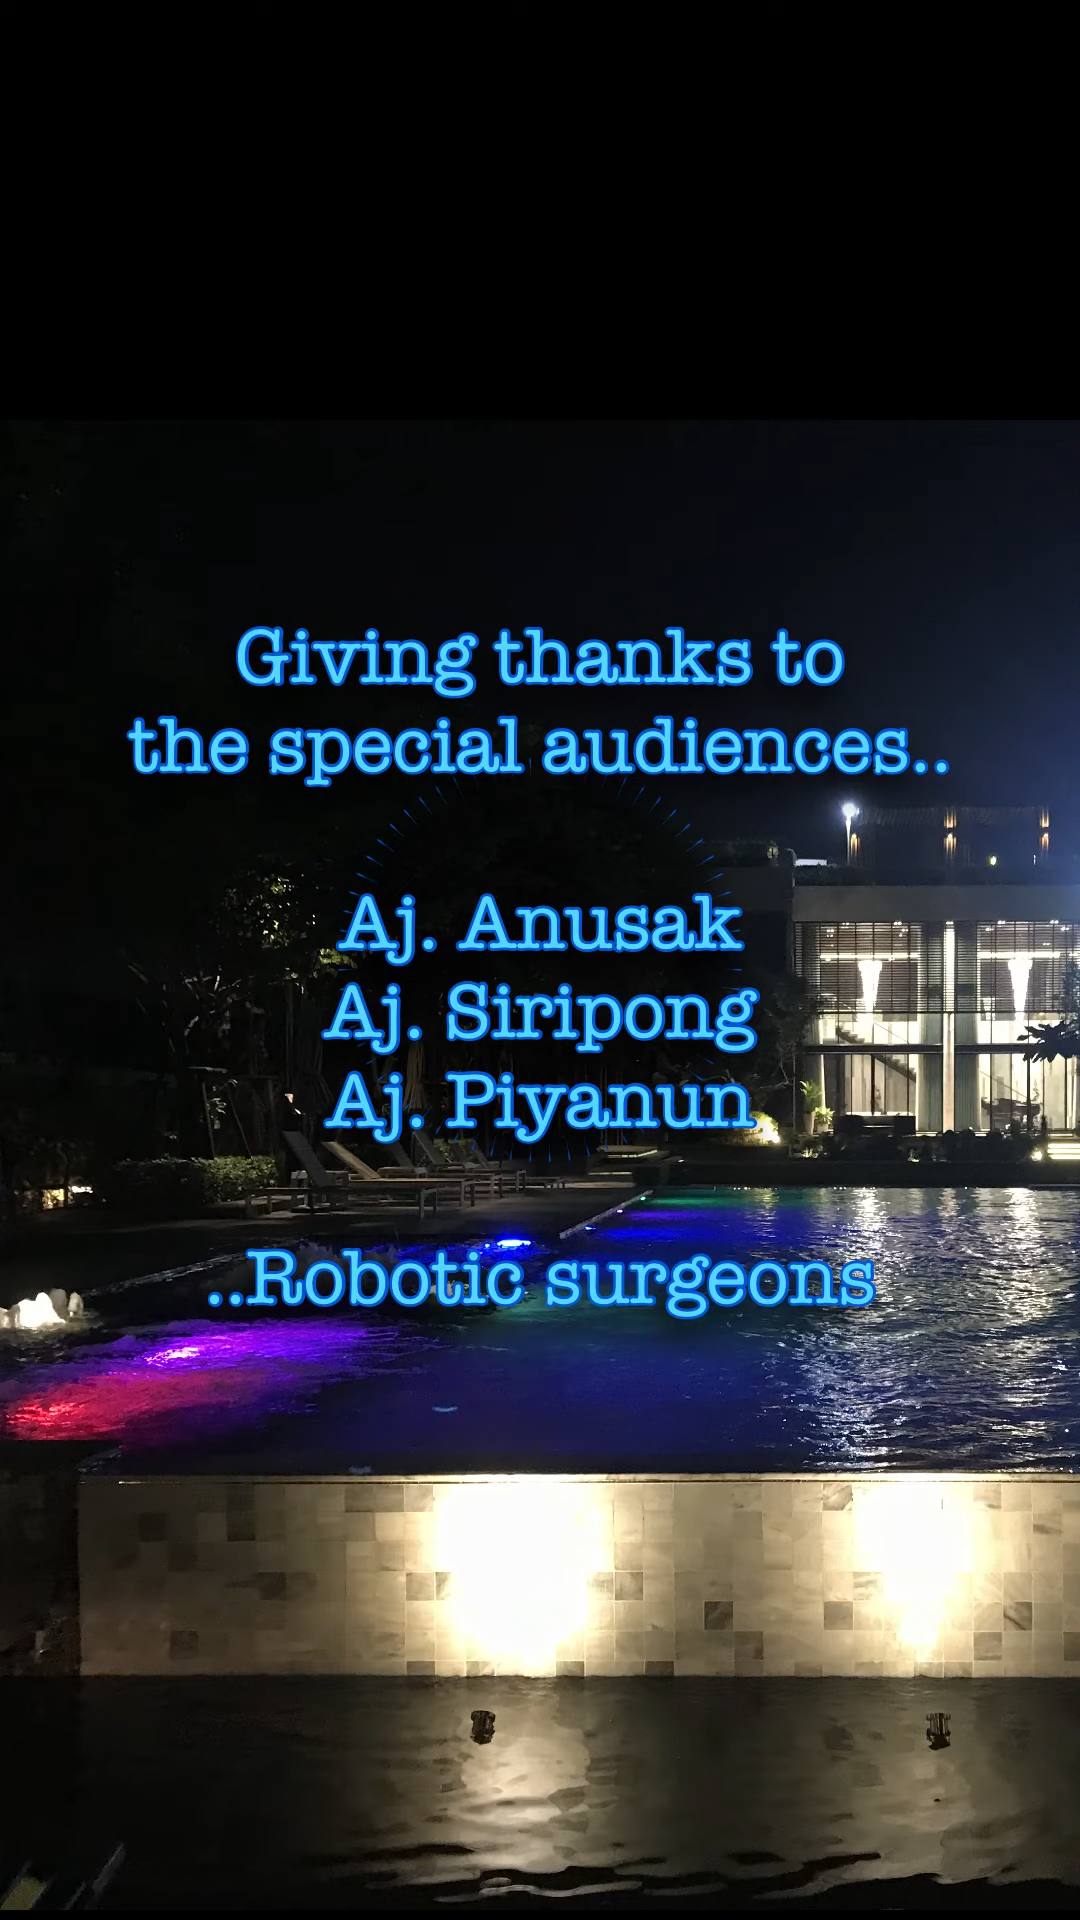 Giving thanks to
the special audiences..
Aj. Anusak
Aj. Siripong
Aj. Piyanun
..Robotic surgeons